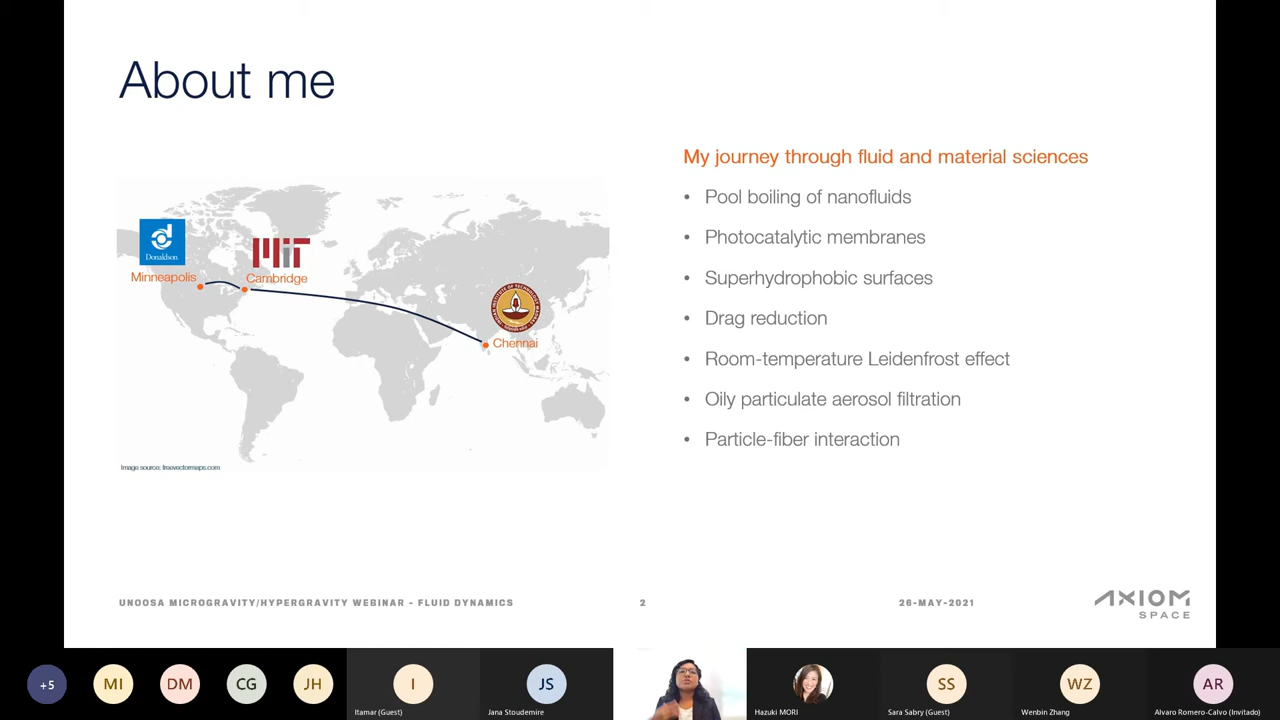 About me
My journey through fluid and material sciences
• Pool boiling of nanofluids
• Photocatalytic membranes
• Superhydrophobic surfaces
• Drag reduction
• Room-temperature Leidenfrost effect
• Oily particulate aerosol filtration
• Particle-fiber interaction
Donaldson
Minneapolis
MIT
Cambridge
Chennai
Image source: freevectormaps.com
UNOOSA MICROGRAVITY/HYPERGRAVITY WEBINAR - FLUID DYNAMICS
2
26-MAY-2021
AXIOM
SPACE
+5
MI
DM
CG
JH
I
Itamar (Guest)
JS
Jana Stoudemire
Hazuki MORI
SS
Sara Sabry (Guest)
WZ
Wenbin Zhang
AR
Alvaro Romero-Calvo (Invitado)